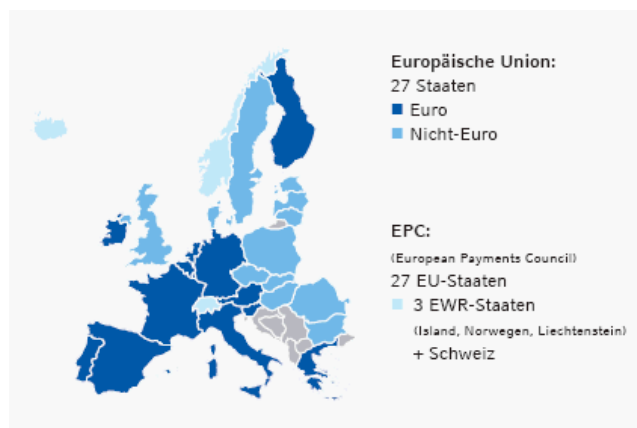 Europäische Union:
27 Staaten
Euro
Nicht-Euro
EPC:
(European Payments Council)
27 EU-Staaten
3 EWR-Staaten
(Island, Norwegen, Liechtenstein)
+ Schweiz